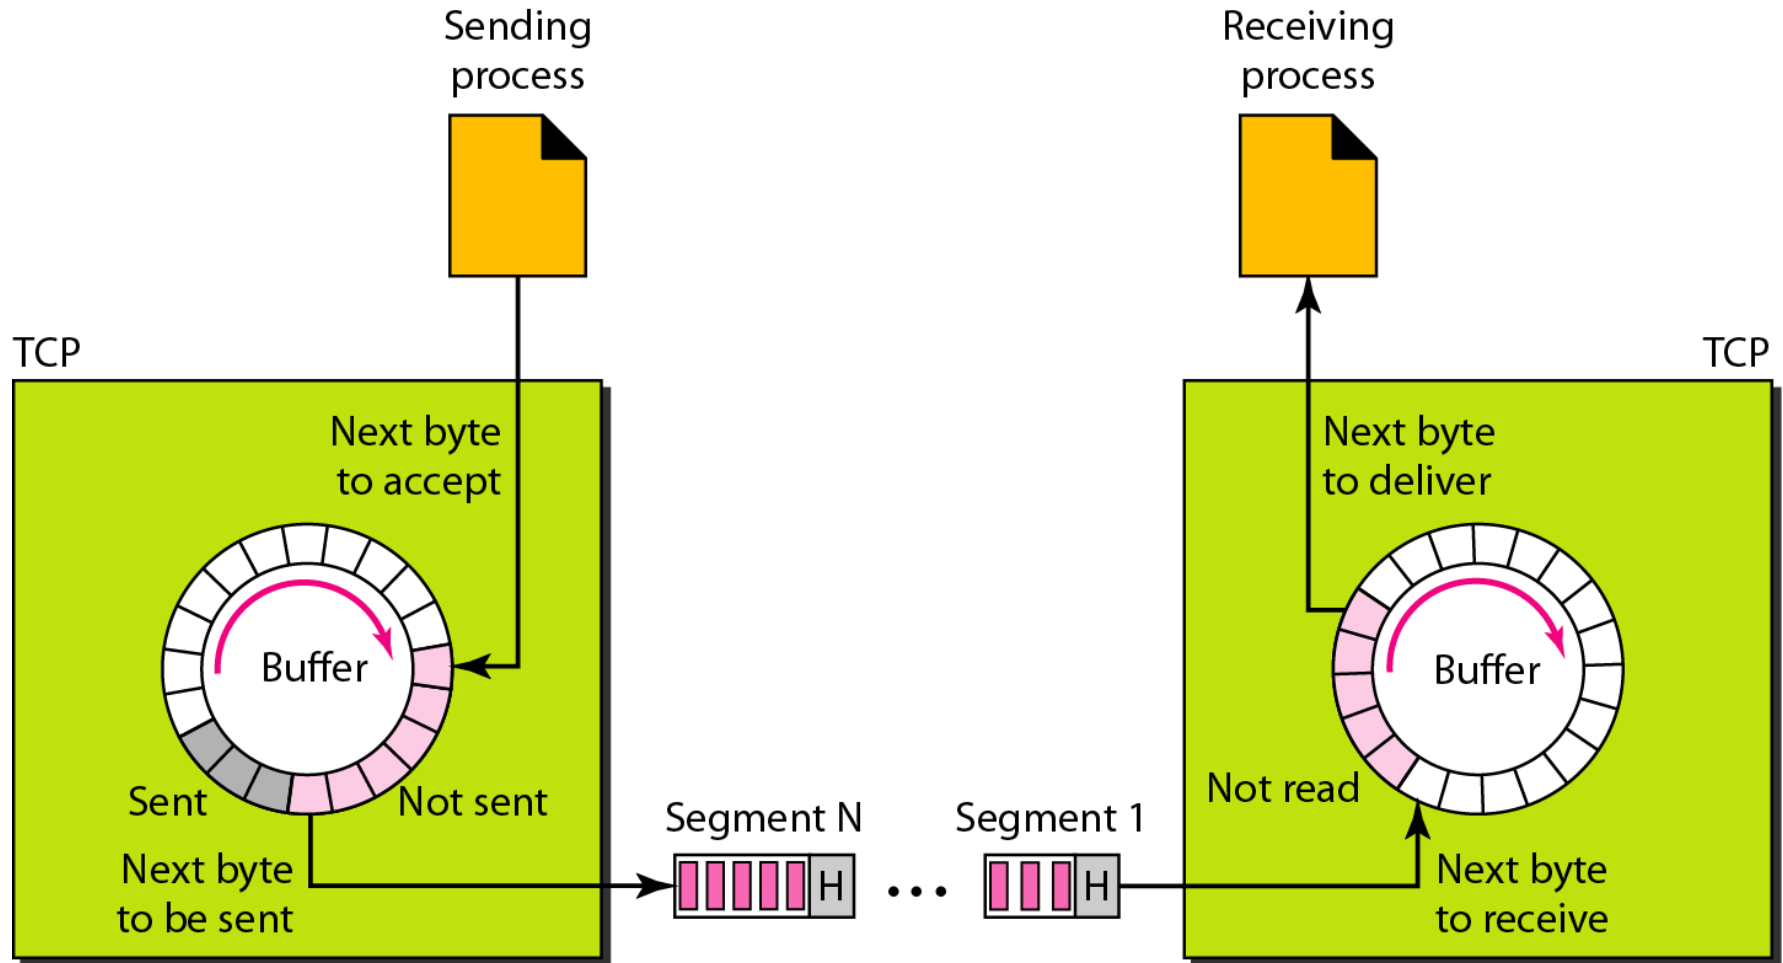 Sending
process
Receiving
process
TCP
TCP
Next byte
to accept
Next byte
to deliver
Buffer
Buffer
Sent
Not sent
Not read
Segment N
Segment 1
Next byte
to be sent
H
...
H
Next byte
to receive